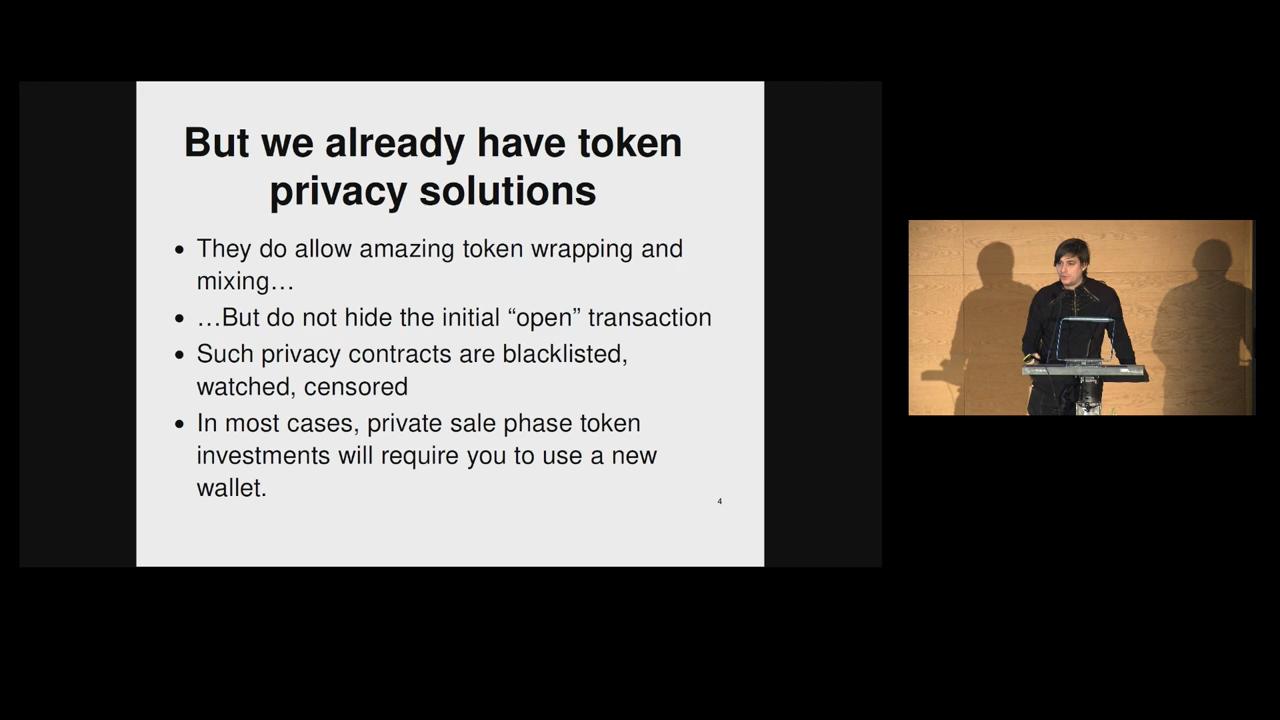 But we already have token
privacy solutions
• They do allow amazing token wrapping and
mixing…
• …But do not hide the initial “open” transaction
• Such privacy contracts are blacklisted,
watched, censored
• In most cases, private sale phase token
investments will require you to use a new
wallet.
4